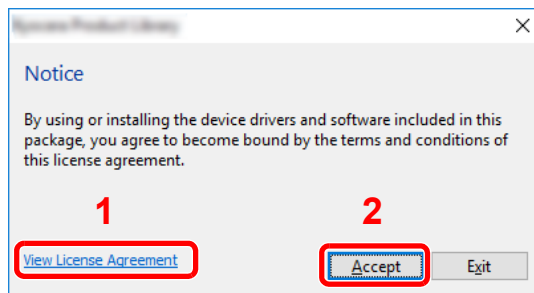 Notice
By using or installing the device drivers and software included in this
package, you agree to become bound by the terms and conditions of
this license agreement.
1
2
View License Agreement
Accept
Exit